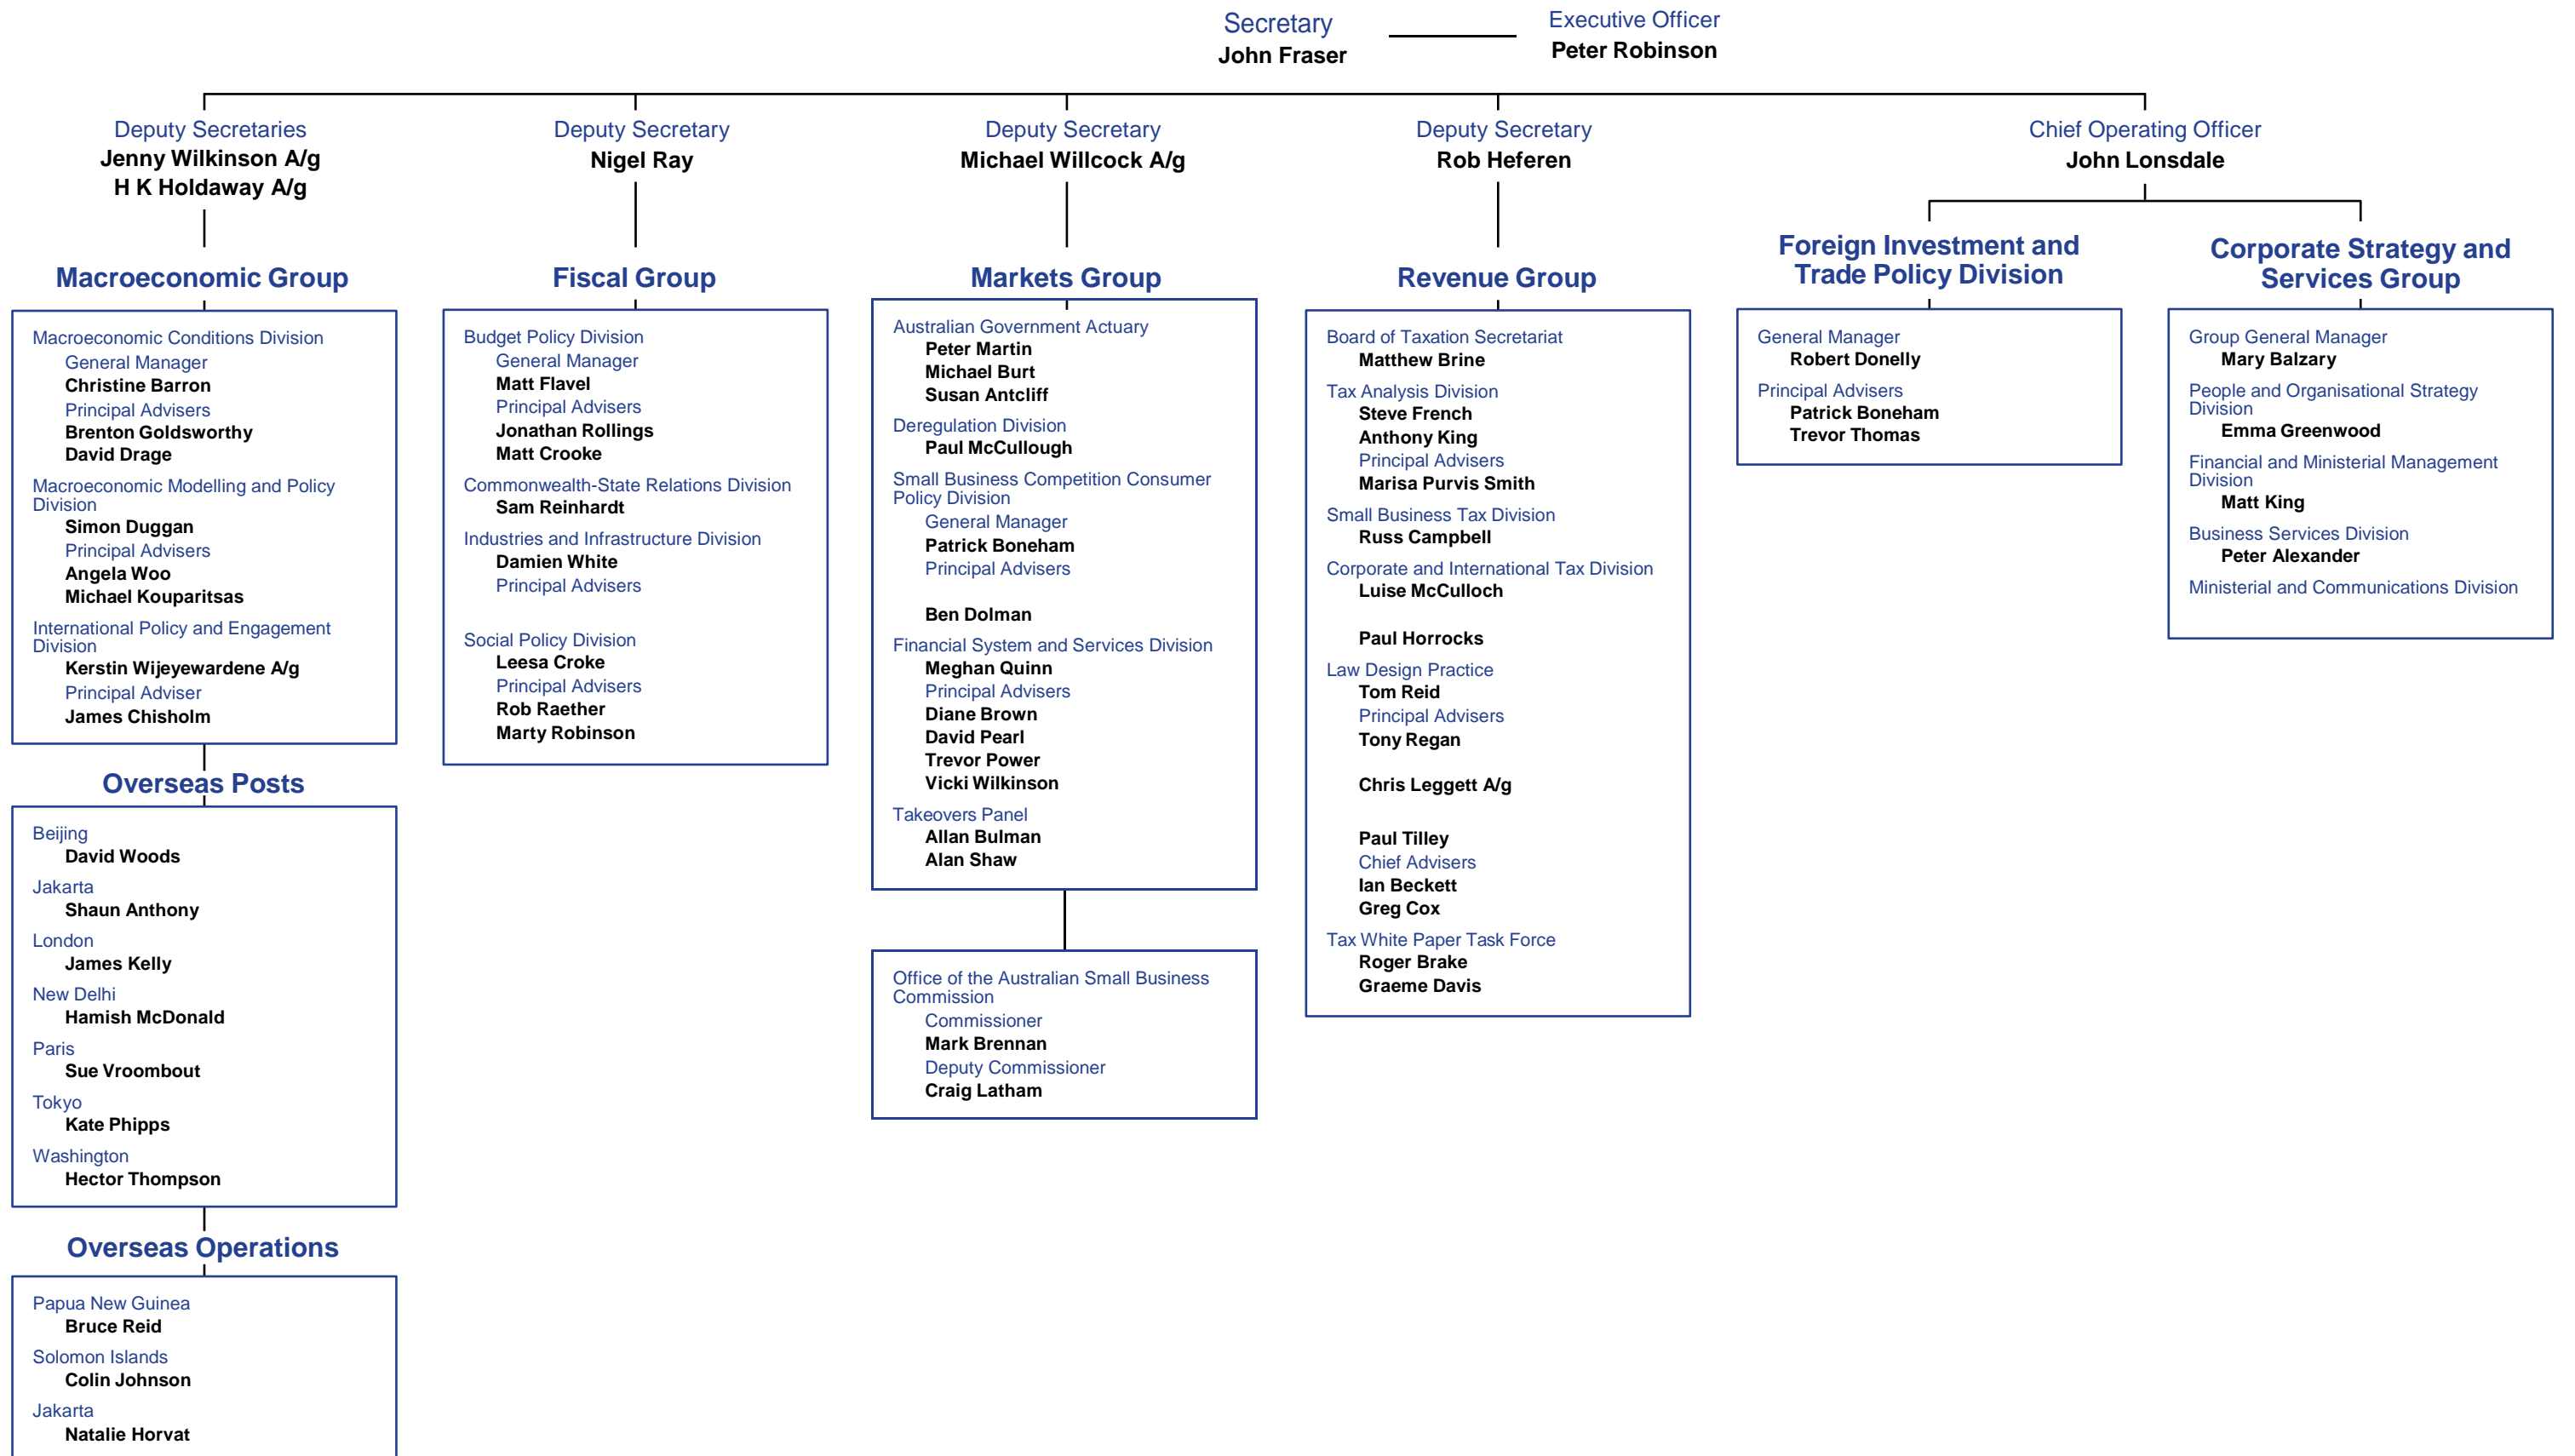 Secretary
John Fraser
Executive Officer
Peter Robinson
Deputy Secretaries
Jenny Wilkinson A/g
H K Holdaway A/g
Macroeconomic Group
Macroeconomic Conditions Division
General Manager
Christine Barron
Principal Advisers
Brenton Goldsworthy
David Drage
Macroeconomic Modelling and Policy
Division
Simon Duggan
Principal Advisers
Angela Woo
Michael Kouparitsas
International Policy and Engagement
Division
Kerstin Wijeyewardene A/g
Principal Adviser
James Chisholm
Overseas Posts
Beijing
David Woods
Jakarta
Shaun Anthony
London
James Kelly
New Delhi
Hamish McDonald
Paris
Sue Vroombout
Tokyo
Kate Phipps
Washington
Hector Thompson
Overseas Operations
Papua New Guinea
Bruce Reid
Solomon Islands
Colin Johnson
Jakarta
Natalie Horvat
Deputy Secretary
Nigel Ray
Fiscal Group
Budget Policy Division
General Manager
Matt Flavel
Principal Advisers
Jonathan Rollings
Matt Crooke
Commonwealth-State Relations Division
Sam Reinhardt
Industries and Infrastructure Division
Damien White
Principal Advisers
Social Policy Division
Leesa Croke
Principal Advisers
Rob Raether
Marty Robinson
Deputy Secretary
Michael Willcock A/g
Markets Group
Australian Government Actuary
Peter Martin
Michael Burt
Susan Antcliff
Deregulation Division
Paul McCullough
Small Business Competition Consumer
Policy Division
General Manager
Patrick Boneham
Principal Advisers
Ben Dolman
Financial System and Services Division
Meghan Quinn
Principal Advisers
Diane Brown
David Pearl
Trevor Power
Vicki Wilkinson
Takeovers Panel
Allan Bulman
Alan Shaw
Office of the Australian Small Business
Commission
Commissioner
Mark Brennan
Deputy Commissioner
Craig Latham
Deputy Secretary
Rob Heferen
Revenue Group
Board of Taxation Secretariat
Matthew Brine
Tax Analysis Division
Steve French
Anthony King
Principal Advisers
Marisa Purvis Smith
Small Business Tax Division
Russ Campbell
Corporate and International Tax Division
Luise McCulloch
Paul Horrocks
Law Design Practice
Tom Reid
Principal Advisers
Tony Regan
Chris Leggett A/g
Paul Tilley
Chief Advisers
Ian Beckett
Greg Cox
Tax White Paper Task Force
Roger Brake
Graeme Davis
Chief Operating Officer
John Lonsdale
Foreign Investment and
Trade Policy Division
General Manager
Robert Donelly
Principal Advisers
Patrick Boneham
Trevor Thomas
Corporate Strategy and
Services Group
Group General Manager
Mary Balzary
People and Organisational Strategy
Division
Emma Greenwood
Financial and Ministerial Management
Division
Matt King
Business Services Division
Peter Alexander
Ministerial and Communications Division